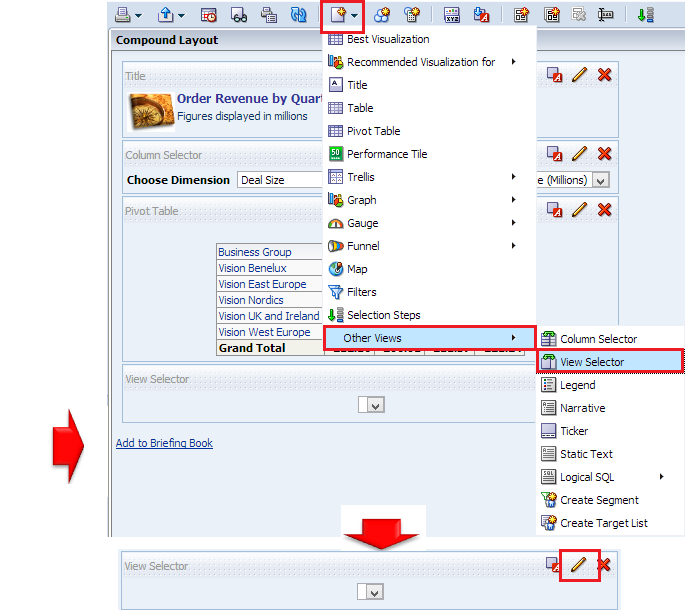 Compound Layout
Title
Order Revenue by Quar
Figures displayed in millions
Column Selector
Choose Dimension Deal Size
e (Millions)
Pivot Table
Business Group
Vision Benelux
Vision East Europe
Vision Nordics
Vision UK and Ireland
Vision West Europe
Grand Total
View Selector
Add to Briefing Book
Best Visualization
Recommended Visualization for
Title
Table
Pivot Table
Performance Tile
Trellis
Graph
Gauge
Funnel
Map
Filters
Selection Steps
Other Views
Column Selector
View Selector
Legend
Narrative
Ticker
Static Text
Logical SQL
Create Segment
Create Target List
View Selector